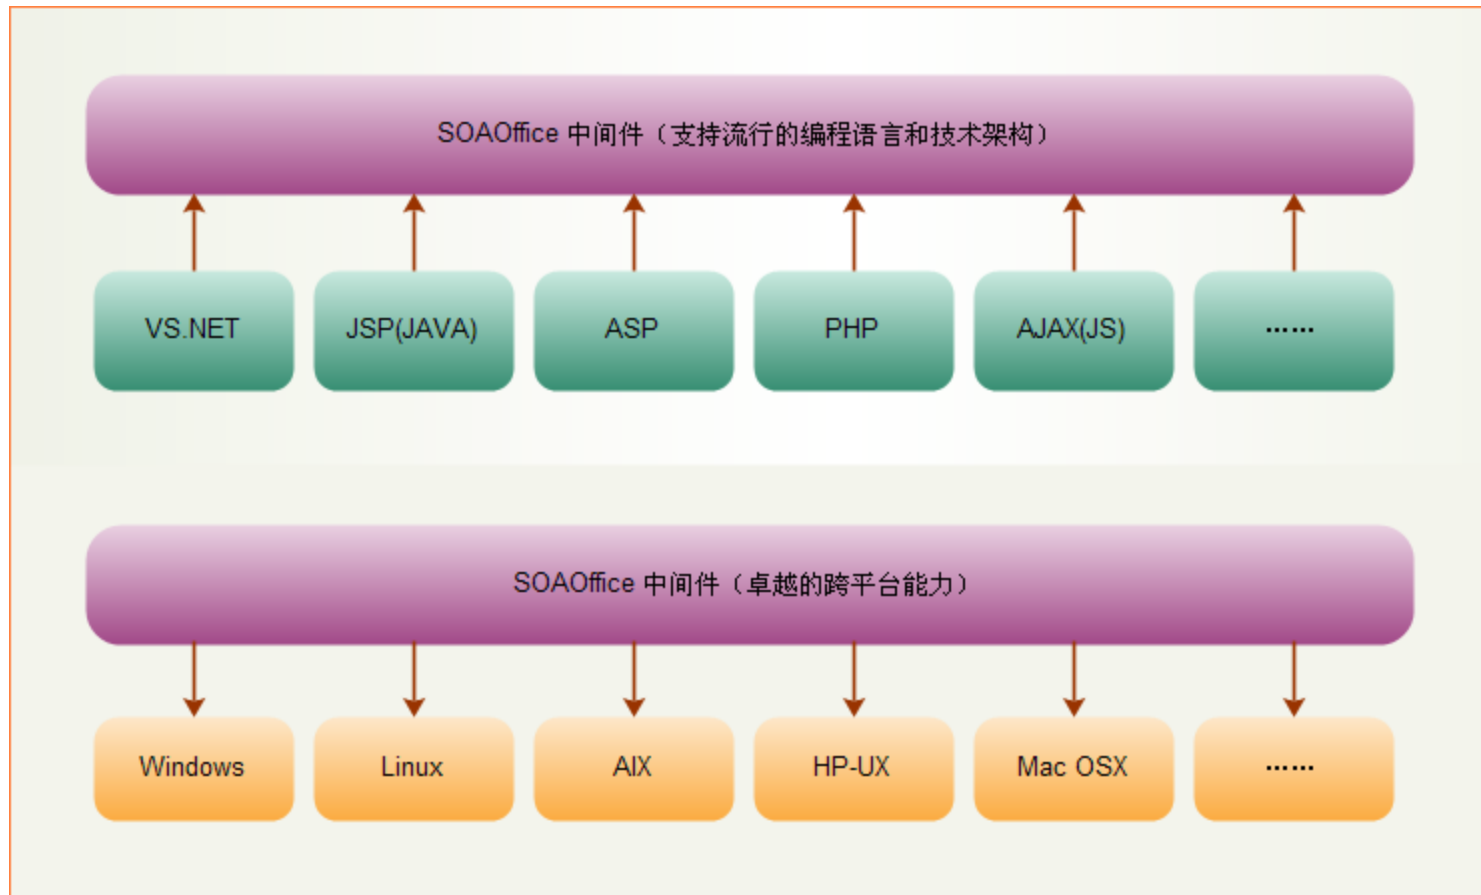 SOAOffice 中间件（支持流行的编程语言和技术架构）
VS.NET
JSP(JAVA)
ASP
PHP
AJAX(JS)
……
SOAOffice 中间件（卓越的跨平台能力）
Windows
Linux
AIX
HP-UX
Mac OSX
……